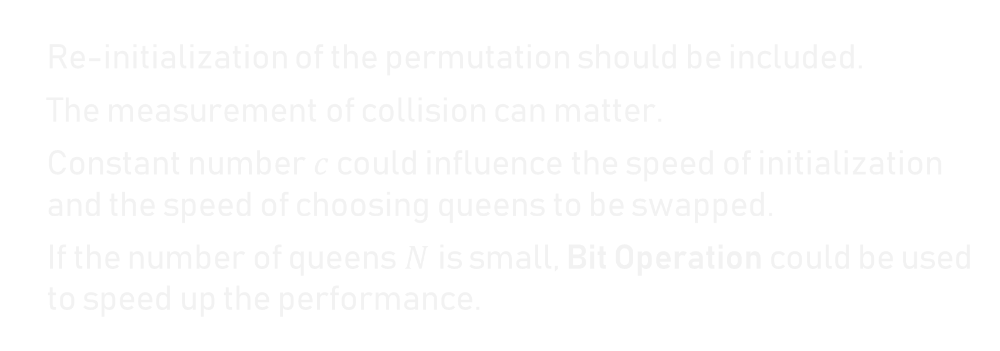 Re-initialization of the permutation should be included.
The measurement of collision can matter.
Constant number c could influence the speed of initialization
and the speed of choosing queens to be swapped.
If the number of queens N is small, Bit Operation could be used
to speed up the performance.